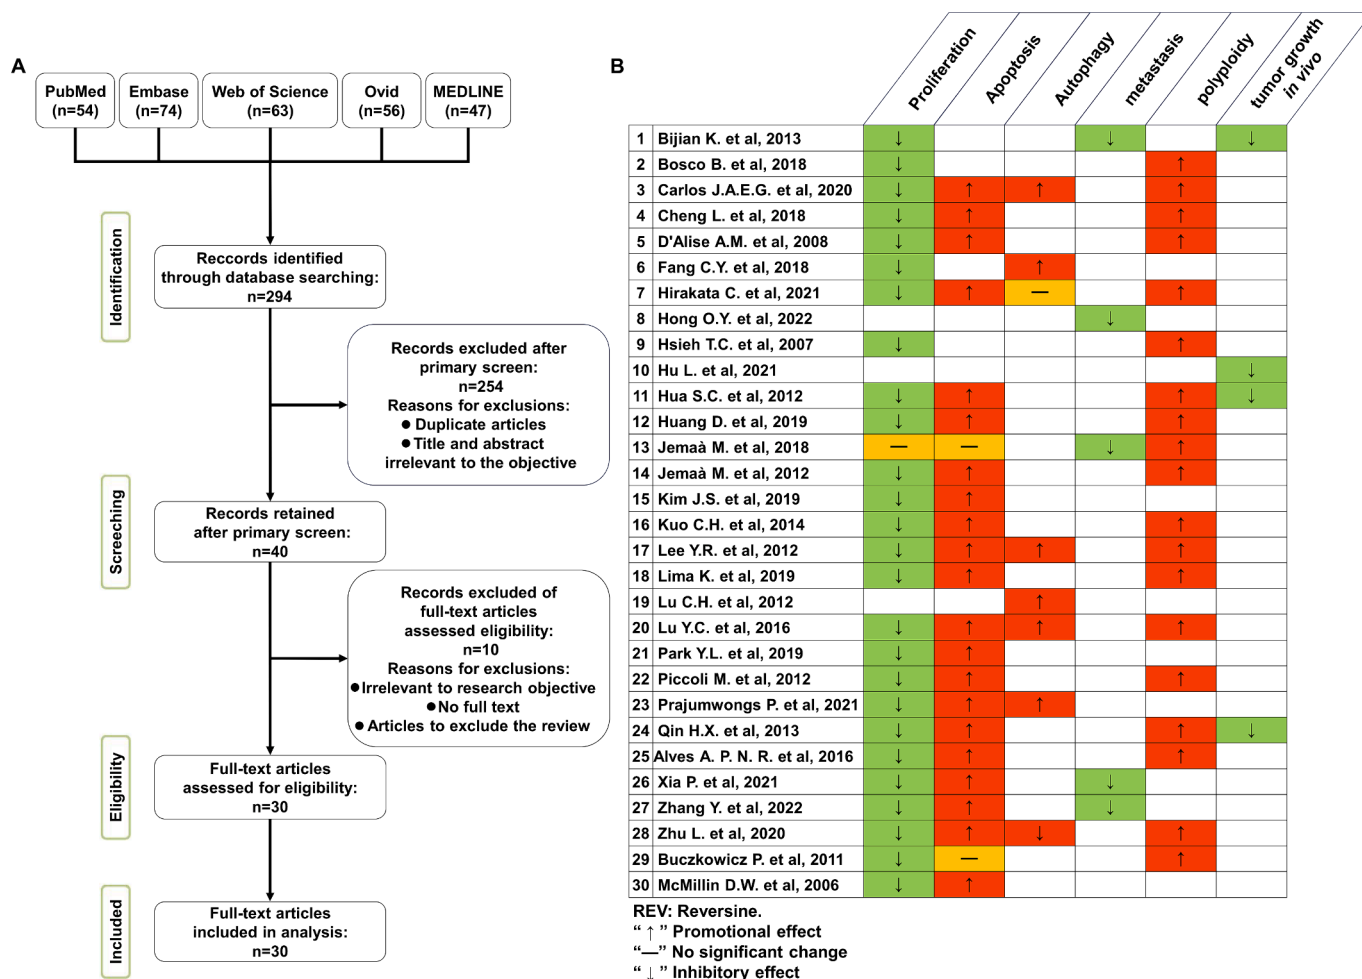 A
PubMed
(n=54)
Embase
(n=74)
Web of Science
(n=63)
Ovid
(n=56)
MEDLINE
(n=47)
Identification
Reccords identified
through database searching:
n=294
Records excluded after
primary screen:
n=254
Reasons for exclusions:
● Duplicate articles
● Title and abstract
irrelevant to the objective
Screeching
Records retained
after primary screen:
n=40
Records excluded of
full-text articles
assessed eligibility:
n=10
Reasons for exclusions:
● Irrelevant to research objective
● No full text
● Articles to exclude the review
Eligibility
Full-text articles
assessed for eligibility:
n=30
Included
Full-text articles
included in analysis:
n=30
B
Proliferation
Apoptosis
Autophagy
metastasis
polyploidy
tumor growth
in vivo
1 Bijian K. et al, 2013 ↓ ↓ ↓
2 Bosco B. et al, 2018 ↓ ↑
3 Carlos J.A.E.G. et al, 2020 ↓ ↑ ↑ ↑
4 Cheng L. et al, 2018 ↓ ↑ ↑
5 D'Alise A.M. et al, 2008 ↓ ↑ ↑
6 Fang C.Y. et al, 2018 ↓ ↑
7 Hirakata C. et al, 2021 ↓ ↑ — ↑
8 Hong O.Y. et al, 2022 ↓
9 Hsieh T.C. et al, 2007 ↓ ↑
10 Hu L. et al, 2021 ↓
11 Hua S.C. et al, 2012 ↓ ↑ ↑ ↓
12 Huang D. et al, 2019 ↓ ↑ ↑
13 Jemaà M. et al, 2018 — — ↓ ↑
14 Jemaà M. et al, 2012 ↓ ↑ ↑
15 Kim J.S. et al, 2019 ↓ ↑
16 Kuo C.H. et al, 2014 ↓ ↑ ↑
17 Lee Y.R. et al, 2012 ↓ ↑ ↑ ↑
18 Lima K. et al, 2019 ↓ ↑ ↑
19 Lu C.H. et al, 2012 ↑
20 Lu Y.C. et al, 2016 ↓ ↑ ↑ ↑
21 Park Y.L. et al, 2019 ↓ ↑
22 Piccoli M. et al, 2012 ↓ ↑ ↑
23 Prajumwongs P. et al, 2021 ↓ ↑ ↑
24 Qin H.X. et al, 2013 ↓ ↑ ↑ ↓
25 Alves A. P. N. R. et al, 2016 ↓ ↑ ↑
26 Xia P. et al, 2021 ↓ ↑ ↓
27 Zhang Y. et al, 2022 ↓ ↑ ↓
28 Zhu L. et al, 2020 ↓ ↑ ↓ ↑
29 Buczkowicz P. et al, 2011 ↓ — ↑
30 McMillin D.W. et al, 2006 ↓ ↑
REV: Reversine.
“ ↑ ” Promotional effect
“—” No significant change
“ ↓ ” Inhibitory effect